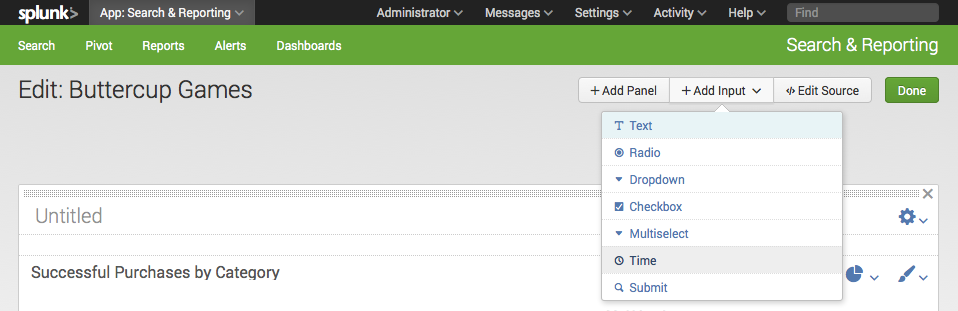 splunk> App: Search & Reporting Administrator Messages Settings Activity Help Find
Search Pivot Reports Alerts Dashboards Search & Reporting
Edit: Buttercup Games + Add Panel + Add Input </> Edit Source Done
Text
Radio
Dropdown
Checkbox
Multiselect
Time
Submit
Untitled
Successful Purchases by Category